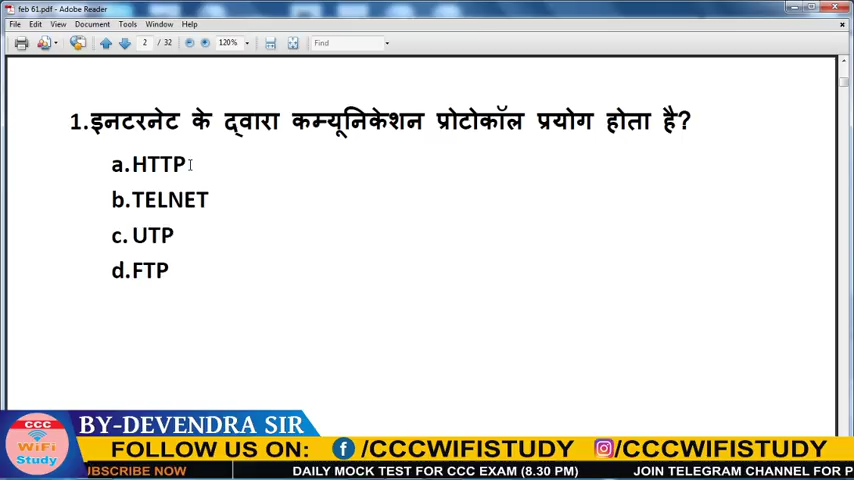 feb 61.pdf - Adobe Reader
File Edit View Document Tools Window Help
2 / 32 120% Find
1.इनटरनेट के द्वारा कम्यूनिकेशन प्रोटोकॉल प्रयोग होता है?
a.HTTP
b.TELNET
c. UTP
d.FTP
CCC
WiFi
Study
BY-DEVENDRA SIR
FOLLOW US ON: f /CCCWIFISTUDY /CCCWIFISTUDY
SUBSCRIBE NOW DAILY MOCK TEST FOR CCC EXAM (8.30 PM) JOIN TELEGRAM CHANNEL FOR P